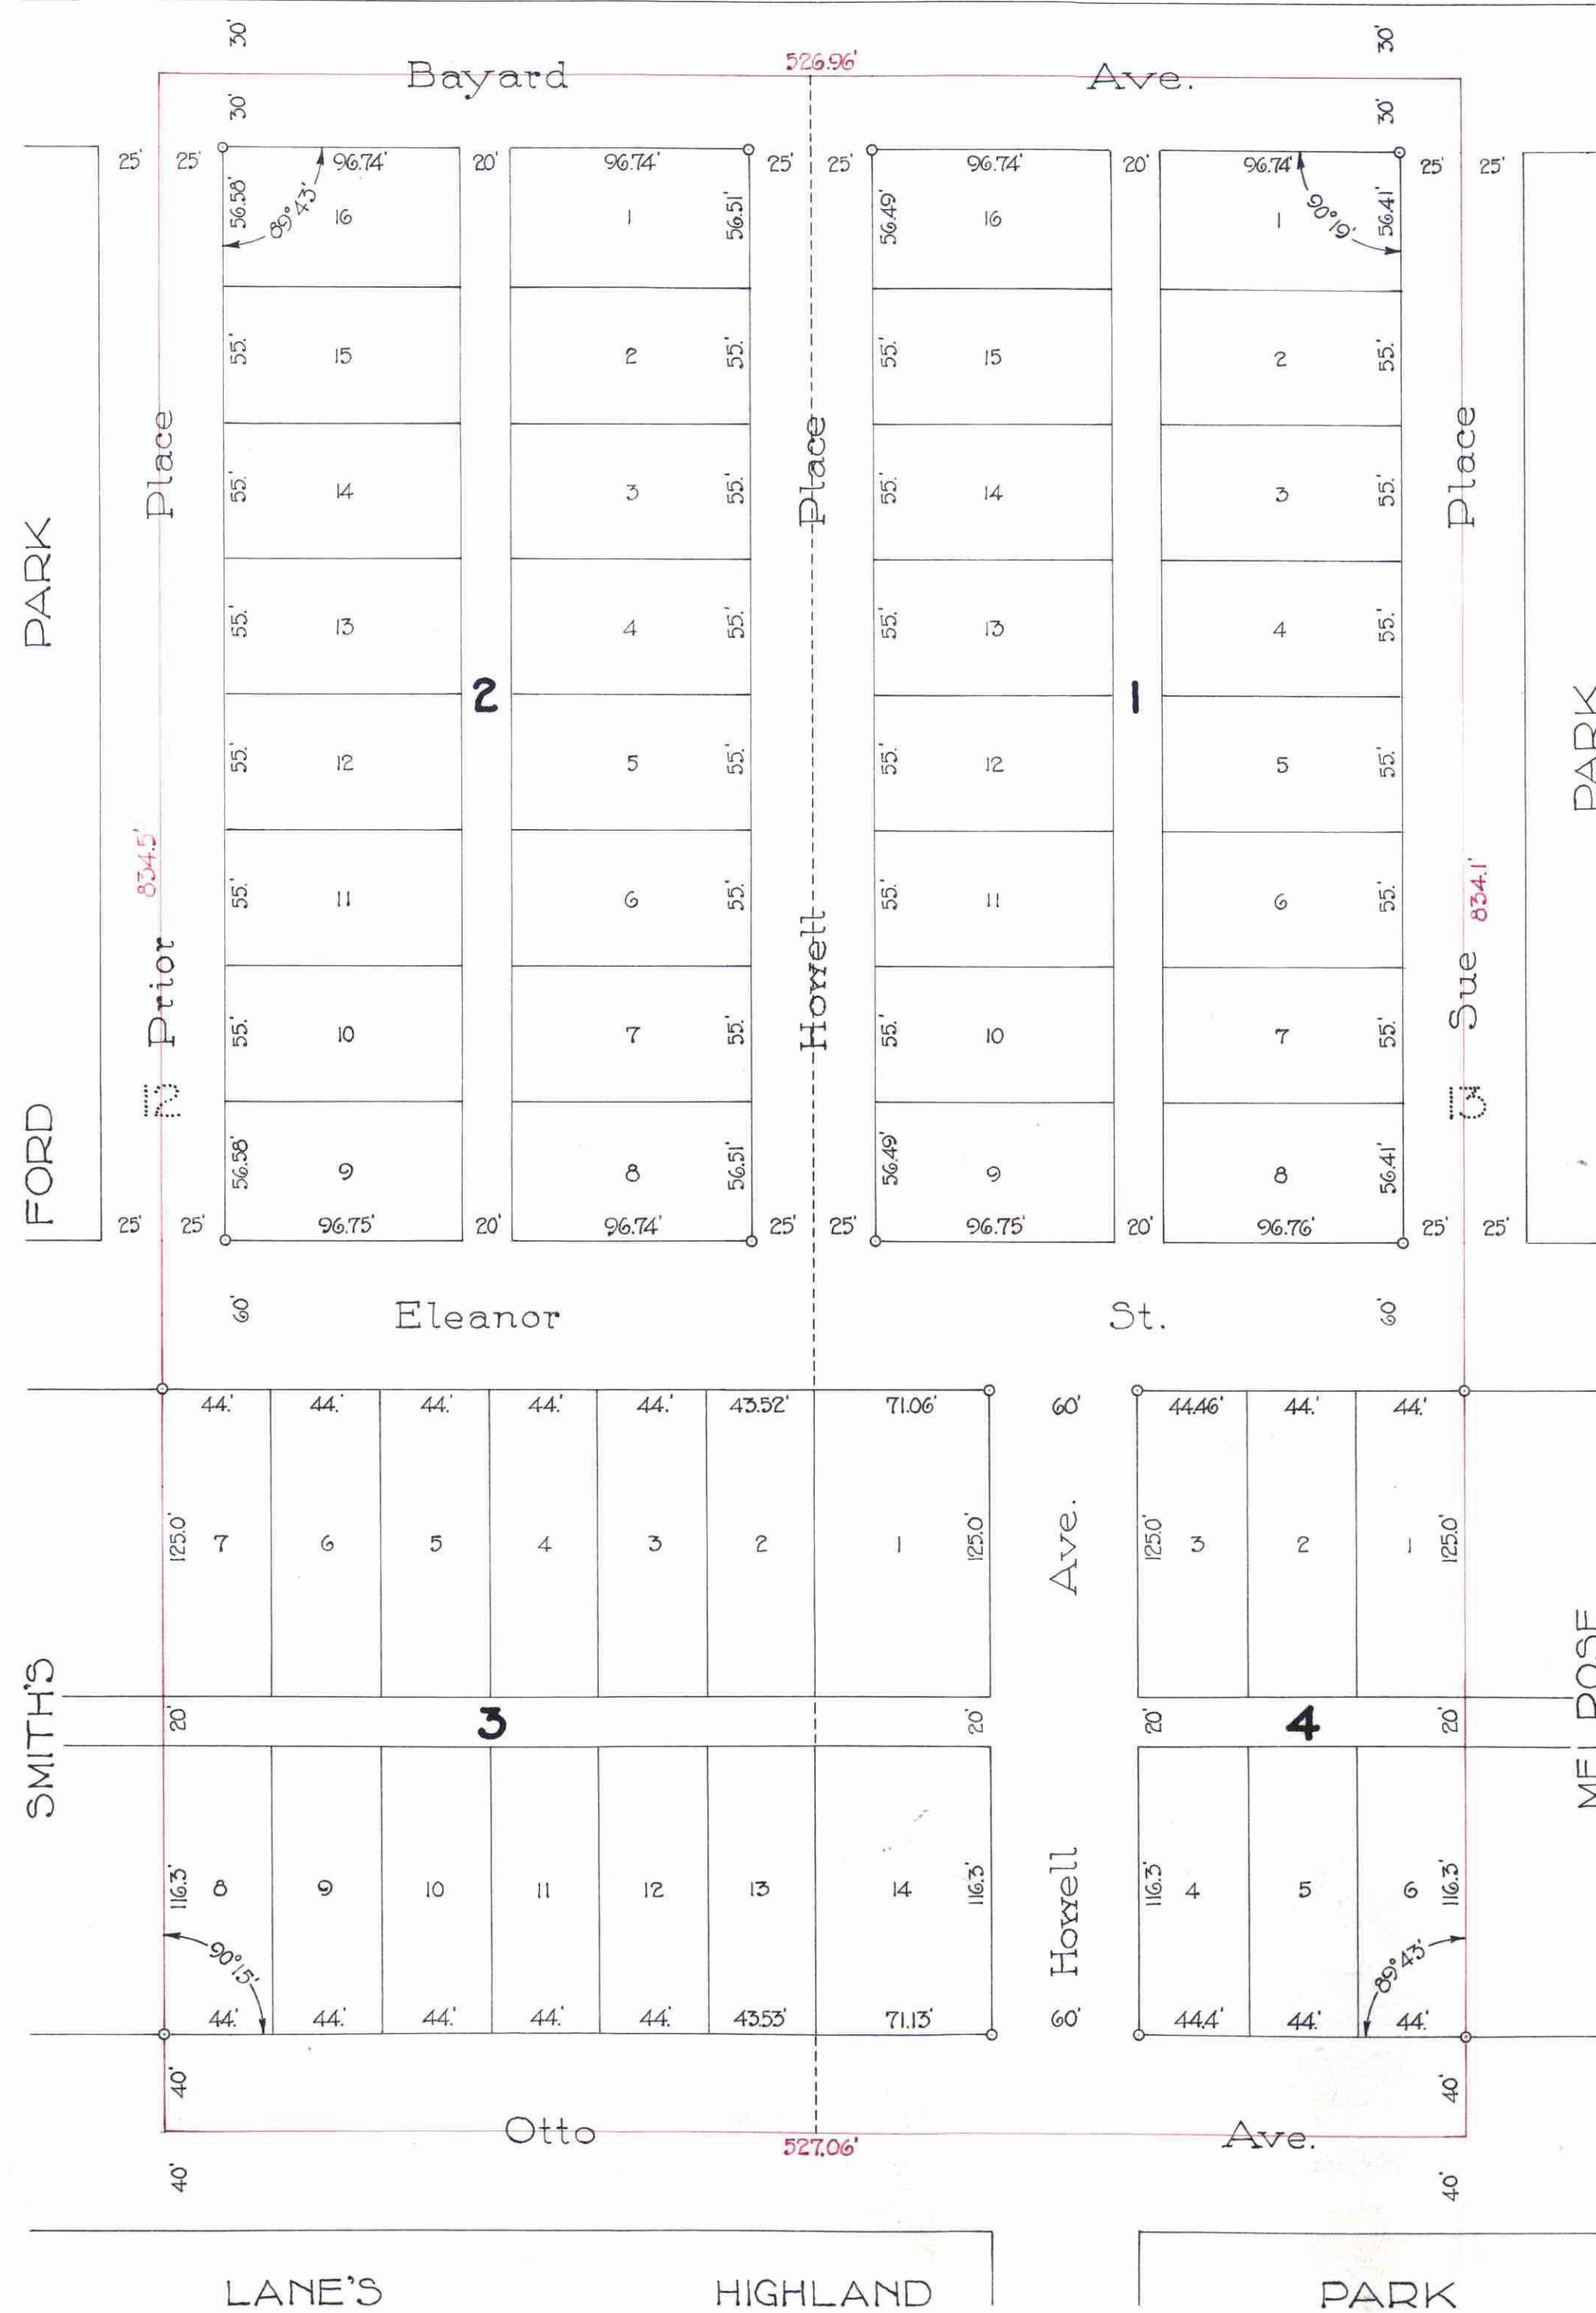 30' 30'
Bayard 526.96' Ave.
30' 30'
25' 25' 96.74' 20' 96.74' 25' 25' 96.74' 20' 96.74' 25' 25'
56.58' 89°43' 16 1 56.51' 56.49' 16 1 90°19' 56.41'
55.' 15 2 55.' 55.' 15 2 55.'
55.' 14 3 55.' 55.' 14 3 55.'
55.' 13 4 55.' 55.' 13 4 55.'
2 1
55.' 12 5 55.' 55.' 12 5 55.'
55.' 11 6 55.' 55.' 11 6 55.'
55.' 10 7 55.' 55.' 10 7 55.'
56.58' 9 8 56.51' 56.49' 9 8 56.41'
25' 25' 96.75' 20' 96.74' 25' 25' 96.75' 20' 96.76' 25' 25'
FORD PARK
Prior Place
834.5'
12
Howell Place
Sue Place
834.1'
13
PARK
60' Eleanor St. 60'
44.' 44.' 44.' 44.' 44.' 43.52' 71.06' 60' 44.46' 44.' 44.'
125.0' 7 6 5 4 3 2 1 125.0' 125.0' 3 2 1 125.0'
20' 3 20' 20' 4 20'
116.3' 8 9 10 11 12 13 14 116.3' 116.3' 4 5 6 116.3'
90°15' 89°43'
44.' 44.' 44.' 44.' 44.' 43.53' 71.13' 60' 44.4' 44.' 44.'
SMITH'S
Howell Ave.
MELROSE
40' 40'
Otto 527.06' Ave.
40' 40'
LANE'S HIGHLAND PARK